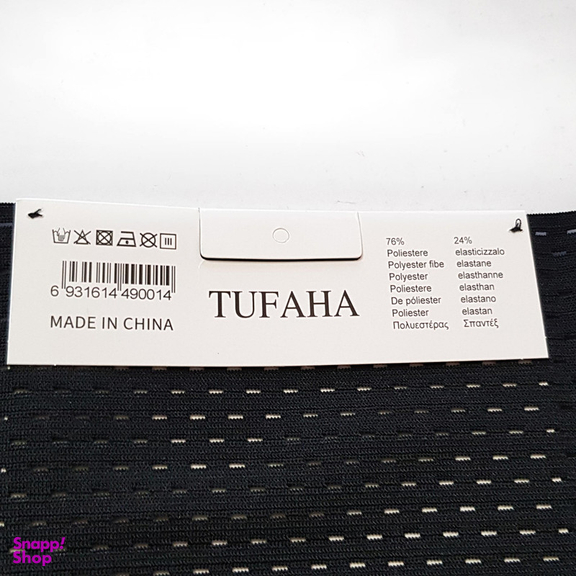 6 931614 490014
MADE IN CHINA
TUFAHA
76% 24%
Poliestere elasticizzalo
Polyester fibe elastane
Polyester elasthanne
Poliestere elasthan
De póliester elastano
Poliester elastan
Πολυεστέρας Σπαντέξ
Snapp!
Shop